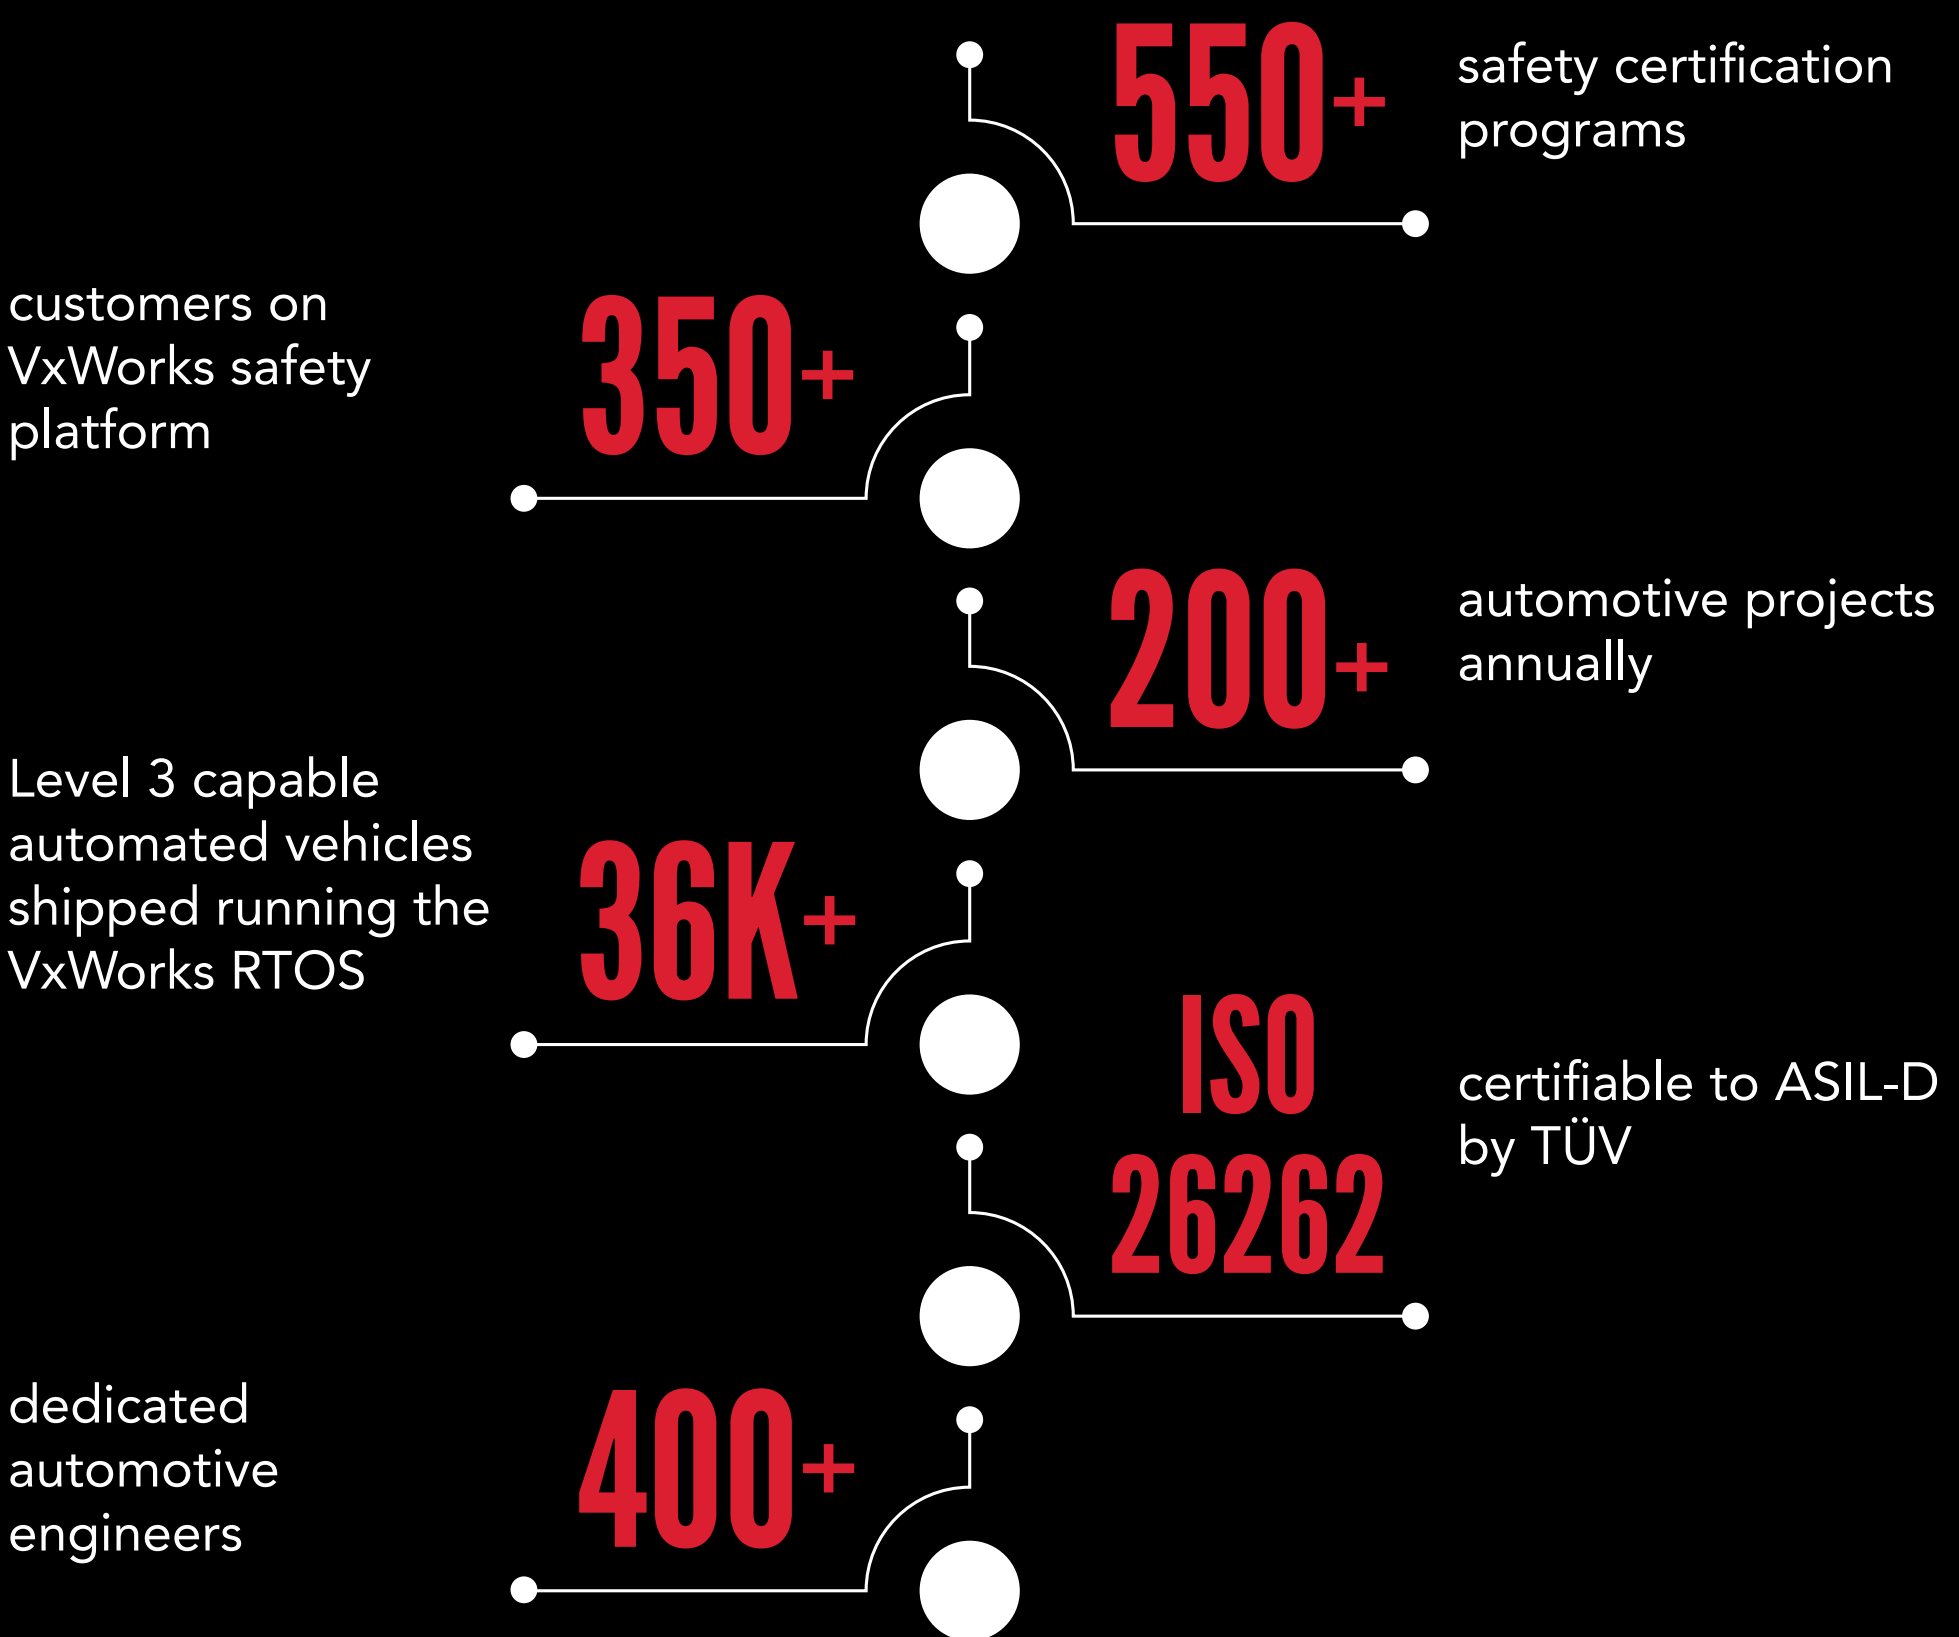 550+
safety certification
programs
customers on
VxWorks safety
platform
350+
200+
automotive projects
annually
Level 3 capable
automated vehicles
shipped running the
VxWorks RTOS
36K+
ISO
26262
certifiable to ASIL-D
by TÜV
dedicated
automotive
engineers
400+